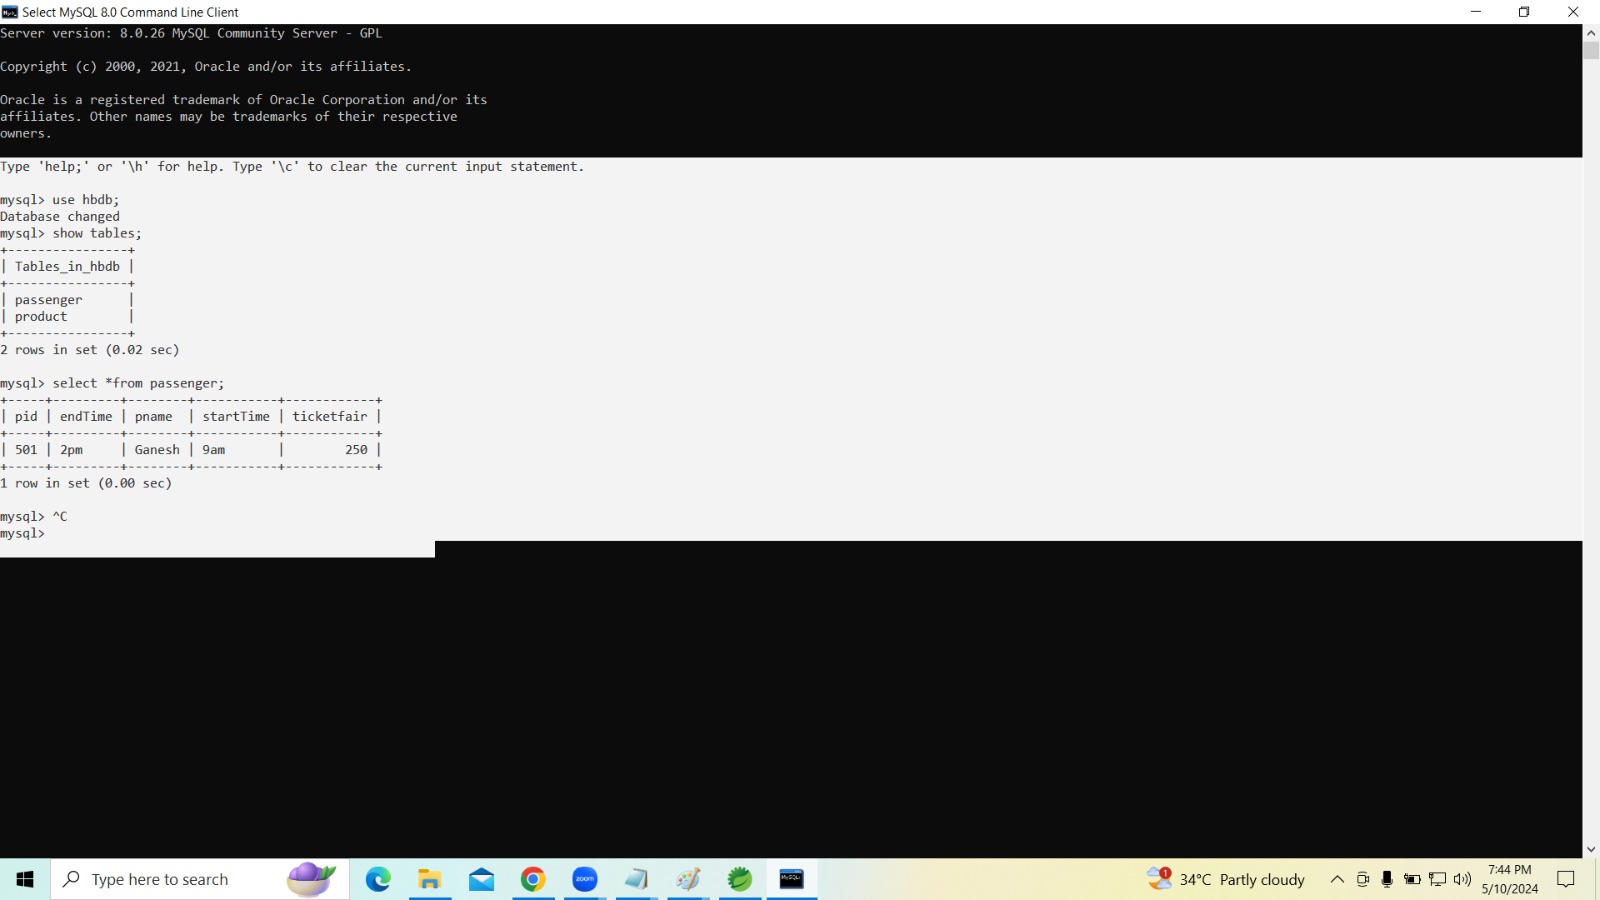 Select MySQL 8.0 Command Line Client
Server version: 8.0.26 MySQL Community Server - GPL
Copyright (c) 2000, 2021, Oracle and/or its affiliates.
Oracle is a registered trademark of Oracle Corporation and/or its
affiliates. Other names may be trademarks of their respective
owners.
Type 'help;' or '\h' for help. Type '\c' to clear the current input statement.
mysql> use hbdb;
Database changed
mysql> show tables;
+----------------+
| Tables_in_hbdb |
+----------------+
| passenger      |
| product        |
+----------------+
2 rows in set (0.02 sec)
mysql> select *from passenger;
+-----+---------+--------+-----------+------------+
| pid | endTime | pname  | startTime | ticketfair |
+-----+---------+--------+-----------+------------+
| 501 | 2pm     | Ganesh | 9am       |        250 |
+-----+---------+--------+-----------+------------+
1 row in set (0.00 sec)
mysql> ^C
mysql>
Type here to search
zoom
MySQL
1
34°C Partly cloudy
7:44 PM
5/10/2024